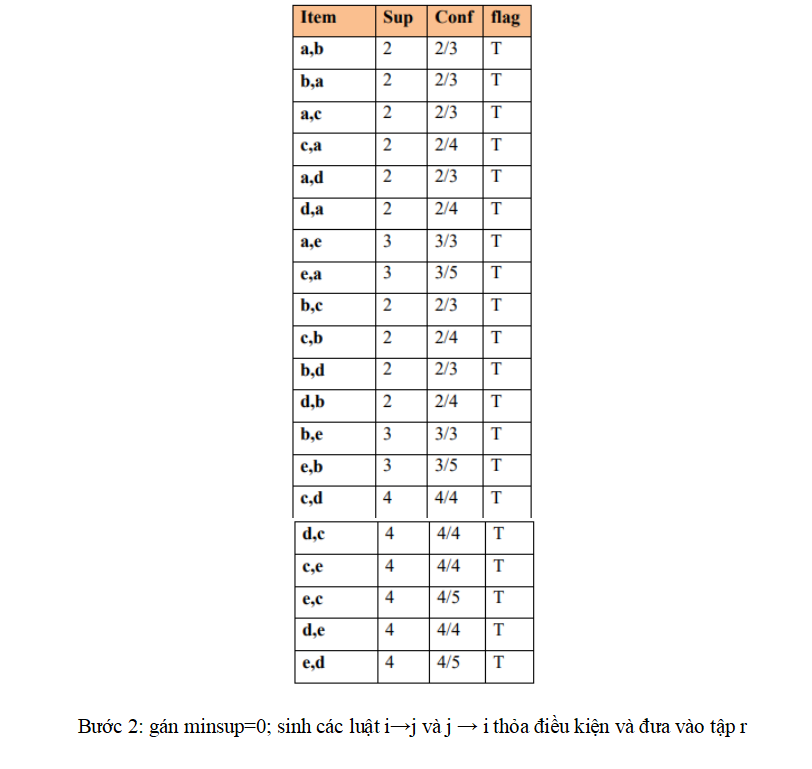 Item Sup Conf flag
a,b 2 2/3 T
b,a 2 2/3 T
a,c 2 2/3 T
c,a 2 2/4 T
a,d 2 2/3 T
d,a 2 2/4 T
a,e 3 3/3 T
e,a 3 3/5 T
b,c 2 2/3 T
c,b 2 2/4 T
b,d 2 2/3 T
d,b 2 2/4 T
b,e 3 3/3 T
e,b 3 3/5 T
c,d 4 4/4 T
d,c 4 4/4 T
c,e 4 4/4 T
e,c 4 4/5 T
d,e 4 4/4 T
e,d 4 4/5 T
Bước 2: gán minsup=0; sinh các luật i→j và j → i thỏa điều kiện và đưa vào tập r